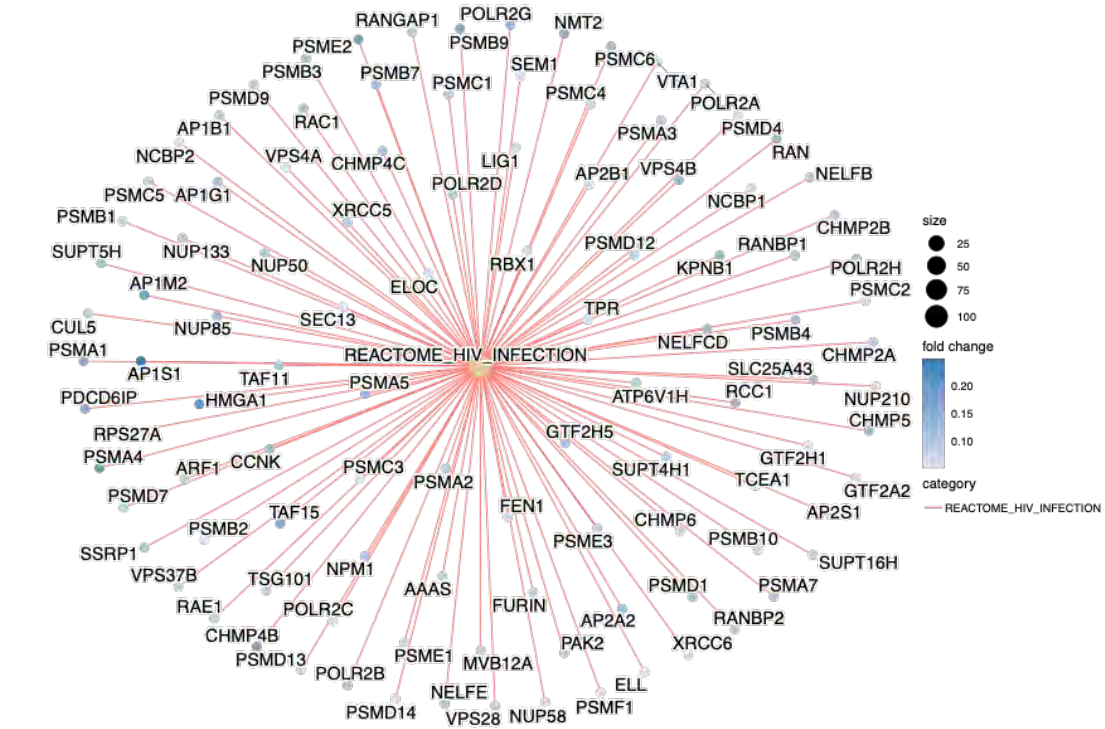 POLR2G
RANGAP1
NMT2
PSME2
PSMB9
PSMC6
SEM1
PSMB3
PSMB7
PSMC1
VTA1
PSMC4
PSMD9
POLR2A
RAC1
AP1B1
PSMA3
PSMD4
RAN
NCBP2
VPS4A
CHMP4C
LIG1
AP2B1
VPS4B
NELFB
PSMC5
AP1G1
POLR2D
NCBP1
XRCC5
PSMB1
CHMP2B
SUPT5H
NUP133
NUP50
RBX1
PSMD12
RANBP1
KPNB1
POLR2H
AP1M2
ELOC
PSMC2
TPR
CUL5
NUP85
SEC13
NELFCD
PSMB4
PSMA1
REACTOME_HIV_INFECTION
CHMP2A
AP1S1
TAF11
SLC25A43
PSMA5
PDCD6IP
HMGA1
ATP6V1H
RCC1
NUP210
CHMP5
RPS27A
GTF2H5
PSMA4
ARF1
CCNK
PSMC3
PSMA2
SUPT4H1
GTF2H1
TCEA1
GTF2A2
PSMD7
AP2S1
TAF15
FEN1
CHMP6
PSMB2
PSME3
PSMB10
SSRP1
SUPT16H
VPS37B
TSG101
NPM1
AAAS
PSMD1
PSMA7
RAE1
POLR2C
FURIN
AP2A2
RANBP2
CHMP4B
PAK2
XRCC6
PSMD13
PSME1
MVB12A
POLR2B
ELL
PSMD14
NELFE
VPS28
NUP58
PSMF1
size
25
50
75
100
fold change
0.20
0.15
0.10
category
REACTOME_HIV_INFECTION